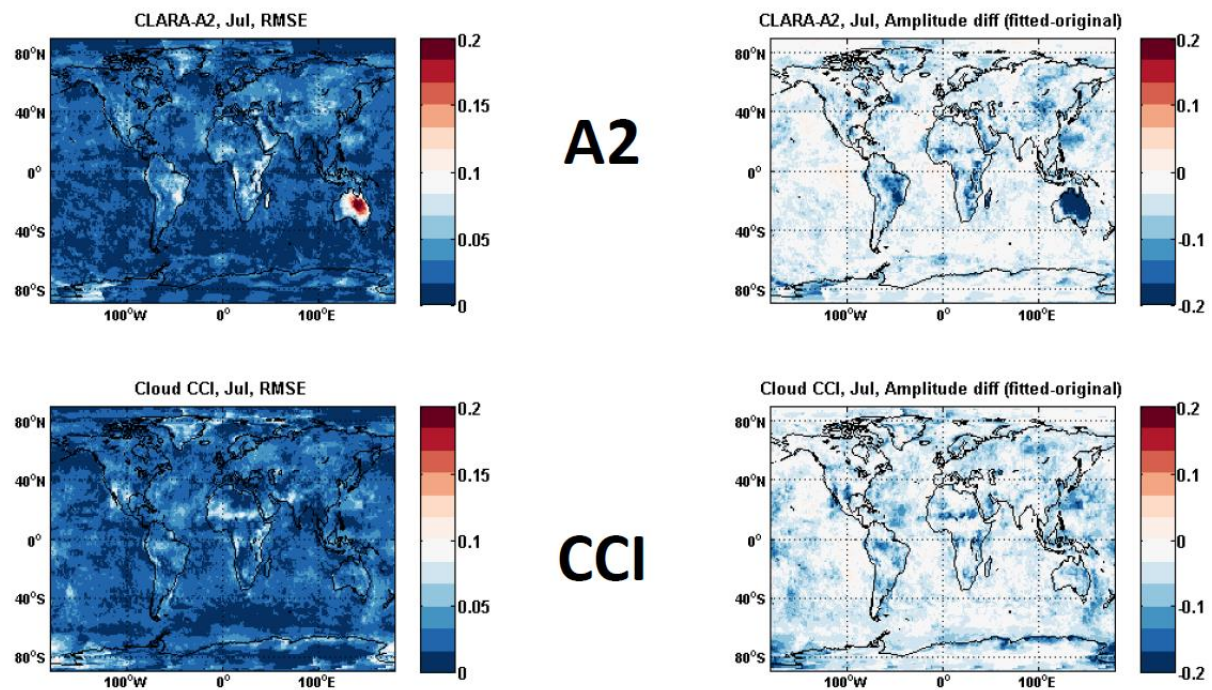 CLARA-A2, Jul, RMSE
80°N
40°N
0°
40°S
80°S
100°W
0°
100°E
0.2
0.15
0.1
0.05
0
A2
CLARA-A2, Jul, Amplitude diff (fitted-original)
80°N
40°N
0°
40°S
80°S
100°W
0°
100°E
0.2
0.1
0
-0.1
-0.2
Cloud CCI, Jul, RMSE
80°N
40°N
0°
40°S
80°S
100°W
0°
100°E
0.2
0.15
0.1
0.05
0
CCI
Cloud CCI, Jul, Amplitude diff (fitted-original)
80°N
40°N
0°
40°S
80°S
100°W
0°
100°E
0.2
0.1
0
-0.1
-0.2